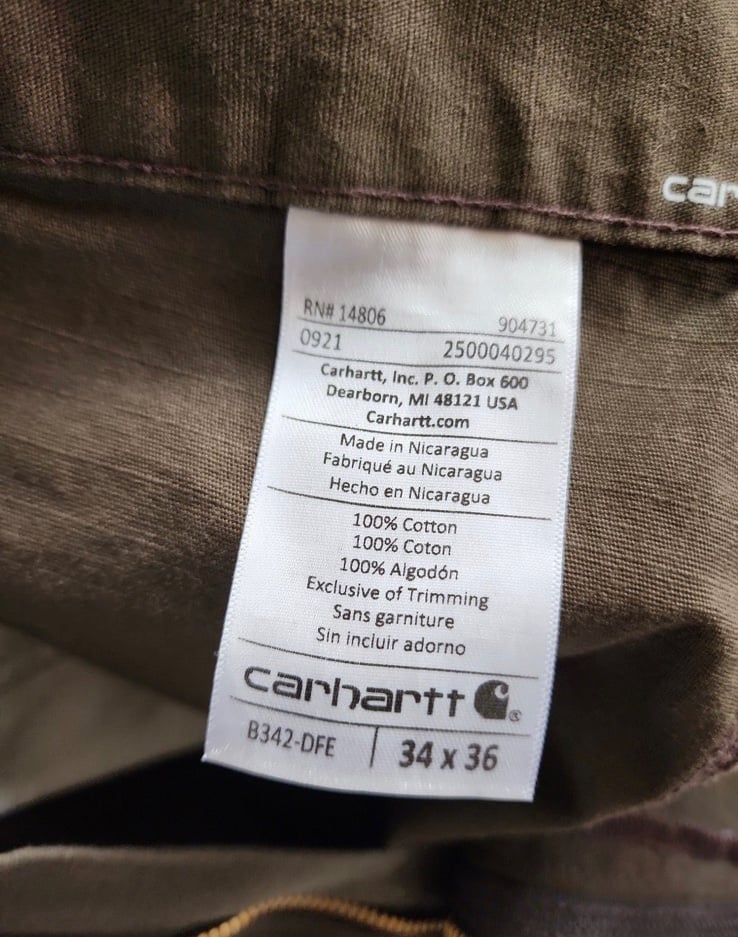 car
RN# 14806 904731
0921 2500040295
Carhartt, Inc. P. O. Box 600
Dearborn, MI 48121 USA
Carhartt.com
Made in Nicaragua
Fabriqué au Nicaragua
Hecho en Nicaragua
100% Cotton
100% Coton
100% Algodón
Exclusive of Trimming
Sans garniture
Sin incluir adorno
carhartt ®
B342-DFE 34 x 36